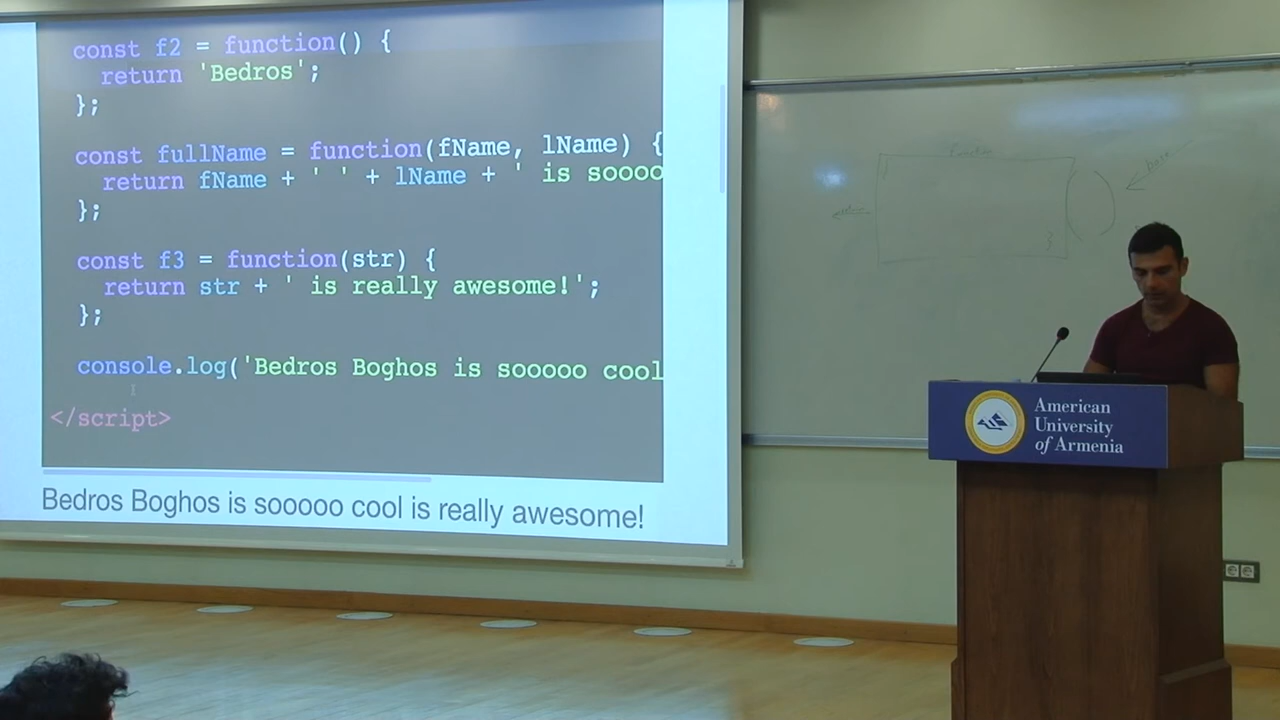 const f2 = function() {
return 'Bedros';
};
const fullName = function(fName, lName) {
return fName + ' ' + lName + ' is soooo
};
const f3 = function(str) {
return str + ' is really awesome!';
};
console.log('Bedros Boghos is sooooo cool
</script>
Bedros Boghos is sooooo cool is really awesome!
American
University
of Armenia